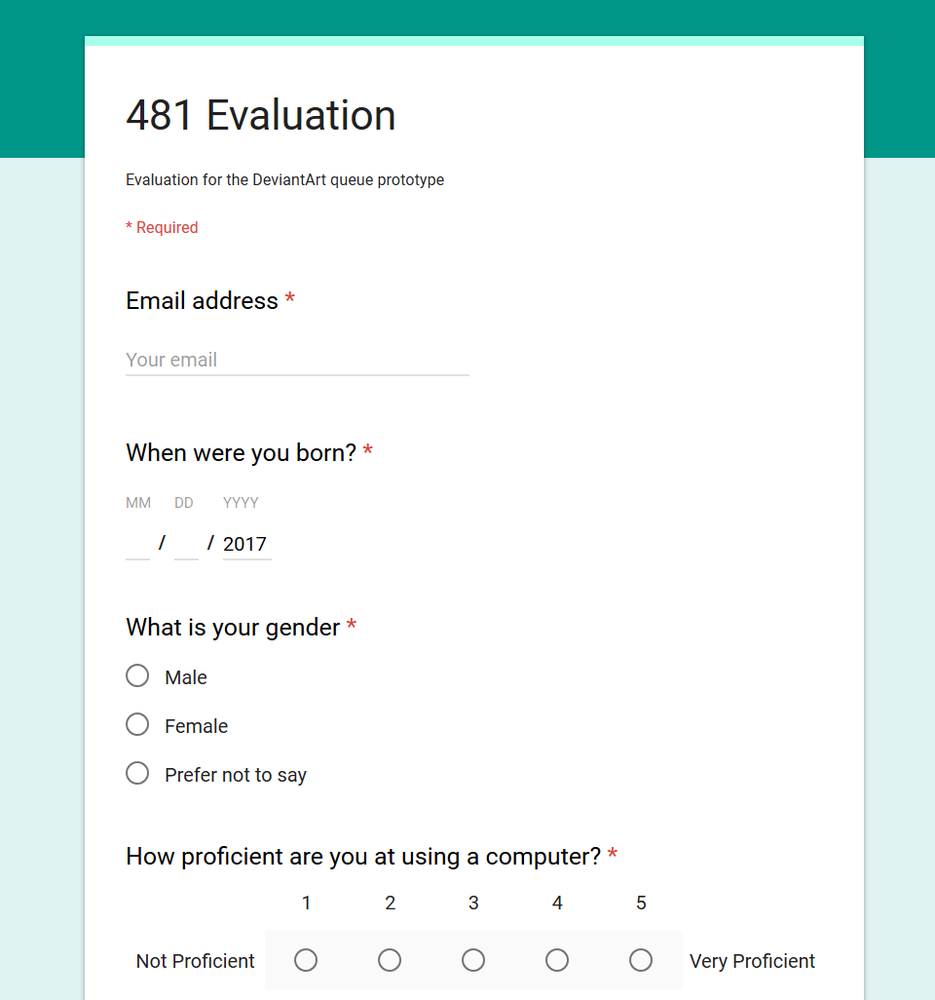 481 Evaluation
Evaluation for the DeviantArt queue prototype
* Required
Email address *
Your email
When were you born? *
MM DD YYYY
/ / 2017
What is your gender *
Male
Female
Prefer not to say
How proficient are you at using a computer? *
1 2 3 4 5
Not Proficient Very Proficient